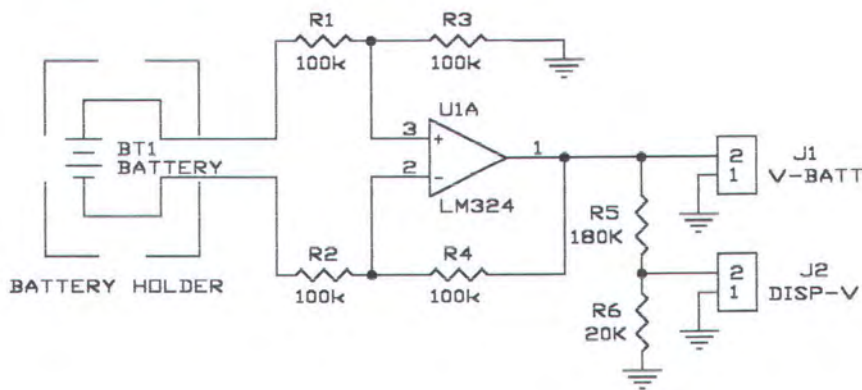 R1
100k
R3
100k
U1A
3
+
2
-
1
LM324
BT1
BATTERY
BATTERY HOLDER
R2
100k
R4
100k
R5
180K
R6
20K
2
1
J1
V-BATT
2
1
J2
DISP-V